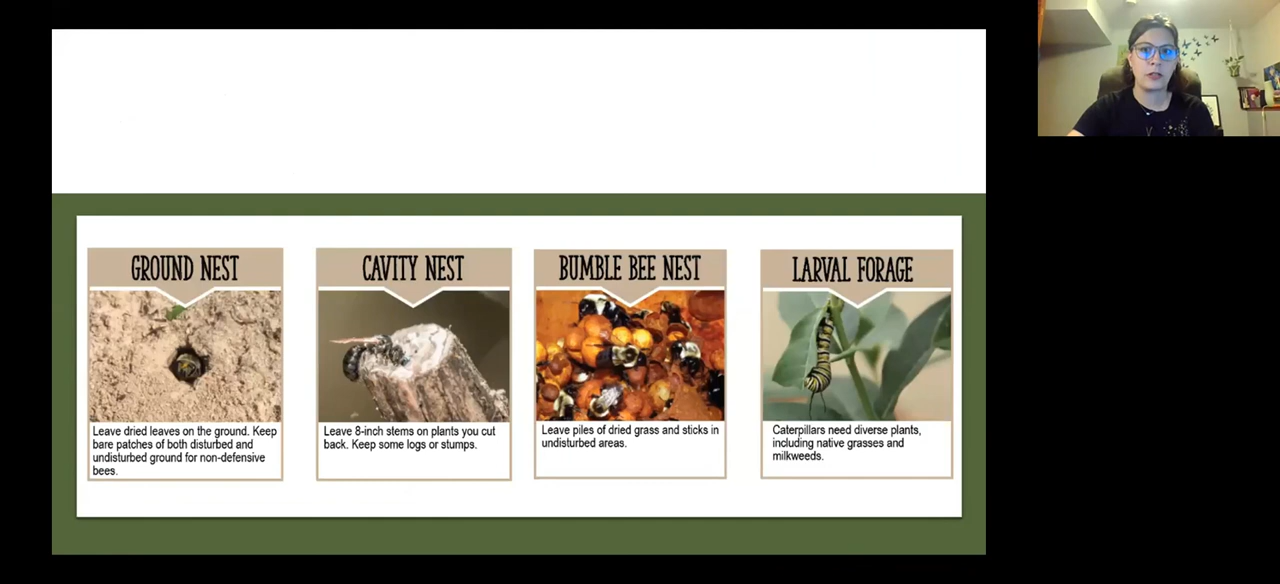 GROUND NEST
Leave dried leaves on the ground. Keep
bare patches of both disturbed and
undisturbed ground for non-defensive
bees.
CAVITY NEST
Leave 8-inch stems on plants you cut
back. Keep some logs or stumps.
BUMBLE BEE NEST
Leave piles of dried grass and sticks in
undisturbed areas.
LARVAL FORAGE
Caterpillars need diverse plants,
including native grasses and
milkweeds.